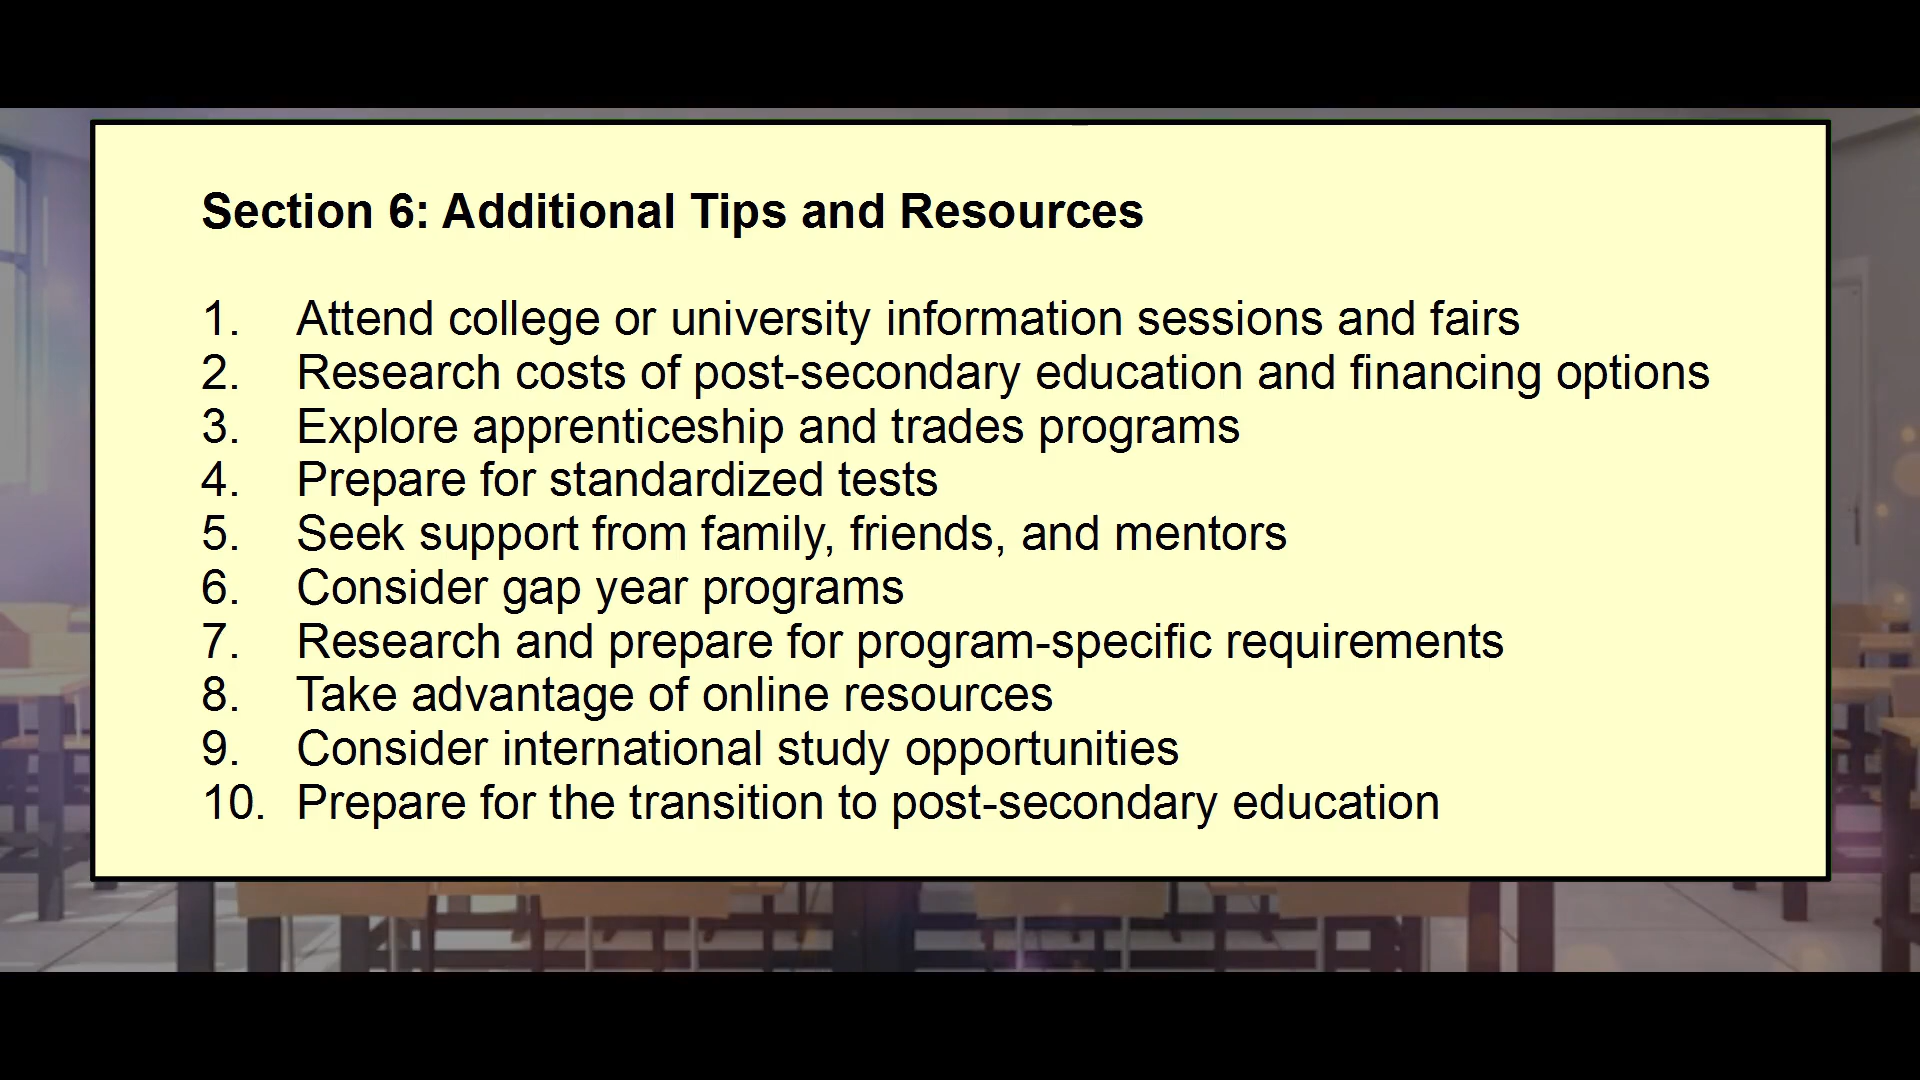 Section 6: Additional Tips and Resources
1. Attend college or university information sessions and fairs
2. Research costs of post-secondary education and financing options
3. Explore apprenticeship and trades programs
4. Prepare for standardized tests
5. Seek support from family, friends, and mentors
6. Consider gap year programs
7. Research and prepare for program-specific requirements
8. Take advantage of online resources
9. Consider international study opportunities
10. Prepare for the transition to post-secondary education